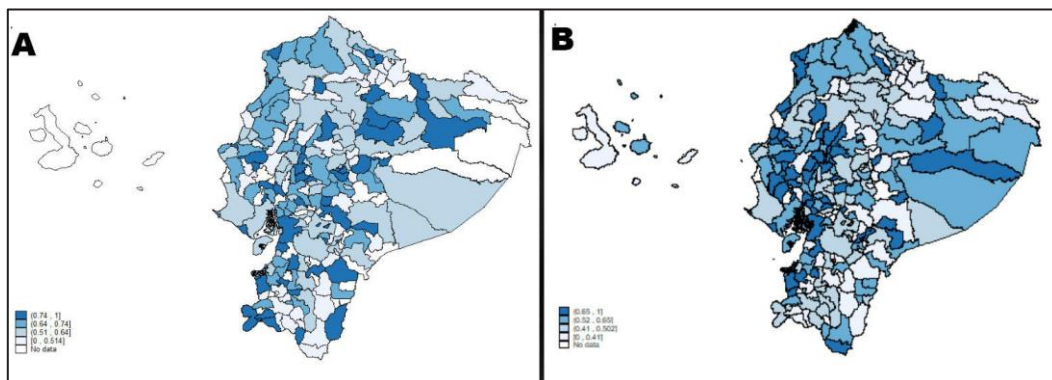 A
(0.74 , 1]
(0.64 , 0.74]
(0.51 , 0.64]
[0 , 0.514]
No data
B
(0.65 , 1]
(0.52 , 0.65]
(0.41 , 0.502]
[0 , 0.41]
No data